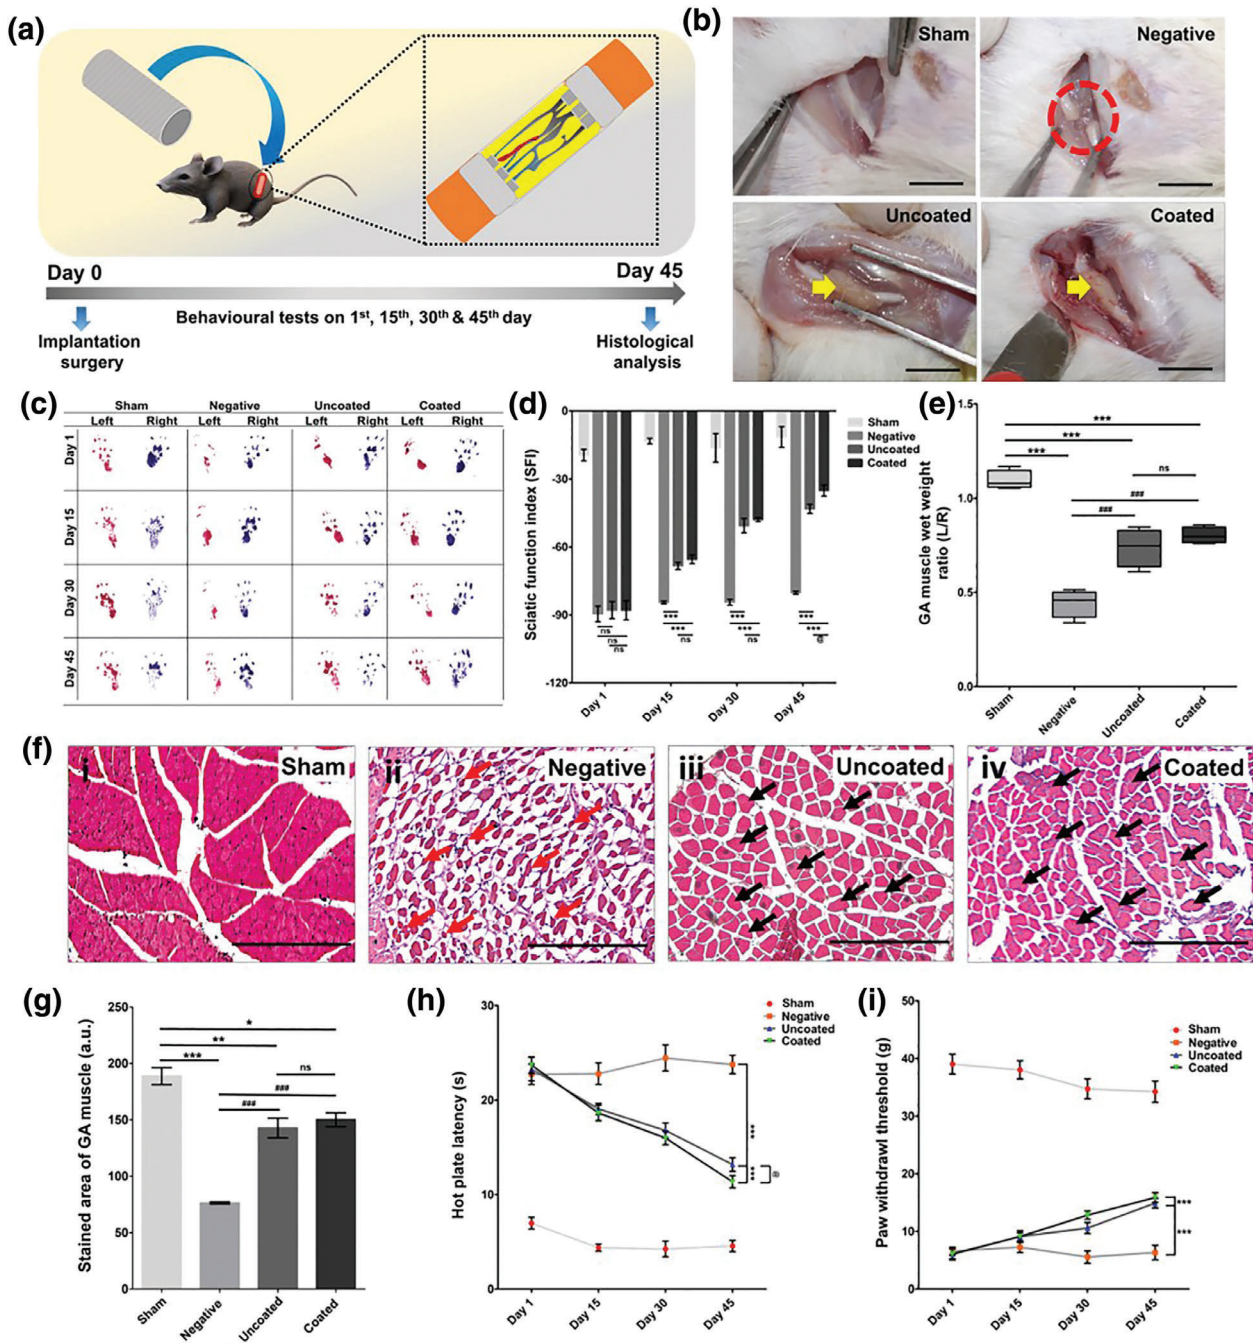 (a)
Day 0
Day 45
Behavioural tests on 1st, 15th, 30th & 45th day
Implantation
surgery
Histological
analysis
(b)
Sham
Negative
Uncoated
Coated
(c)
Sham Negative Uncoated Coated
Left Right Left Right Left Right Left Right
Day 1
Day 15
Day 30
Day 45
(d)
Sciatic function index (SFI)
0
-30
-60
-90
-120
Sham
Negative
Uncoated
Coated
ns
ns
ns
***
***
ns
***
***
ns
***
***
@
Day 1 Day 15 Day 30 Day 45
(e)
GA muscle wet weight
ratio (L/R)
1.5
1.0
0.5
0.0
***
***
***
ns
###
###
Sham Negative Uncoated Coated
(f)
i Sham
ii Negative
iii Uncoated
iv Coated
(g)
Stained area of GA muscle (a.u.)
250
200
150
100
50
0
*
**
***
ns
###
###
Sham Negative Uncoated Coated
(h)
Hot plate latency (s)
30
20
10
0
Sham
Negative
Uncoated
Coated
***
***
@
Day 1 Day 15 Day 30 Day 45
(i)
Paw withdrawl threshold (g)
50
40
30
20
10
0
Sham
Negative
Uncoated
Coated
***
***
Day 1 Day 15 Day 30 Day 45